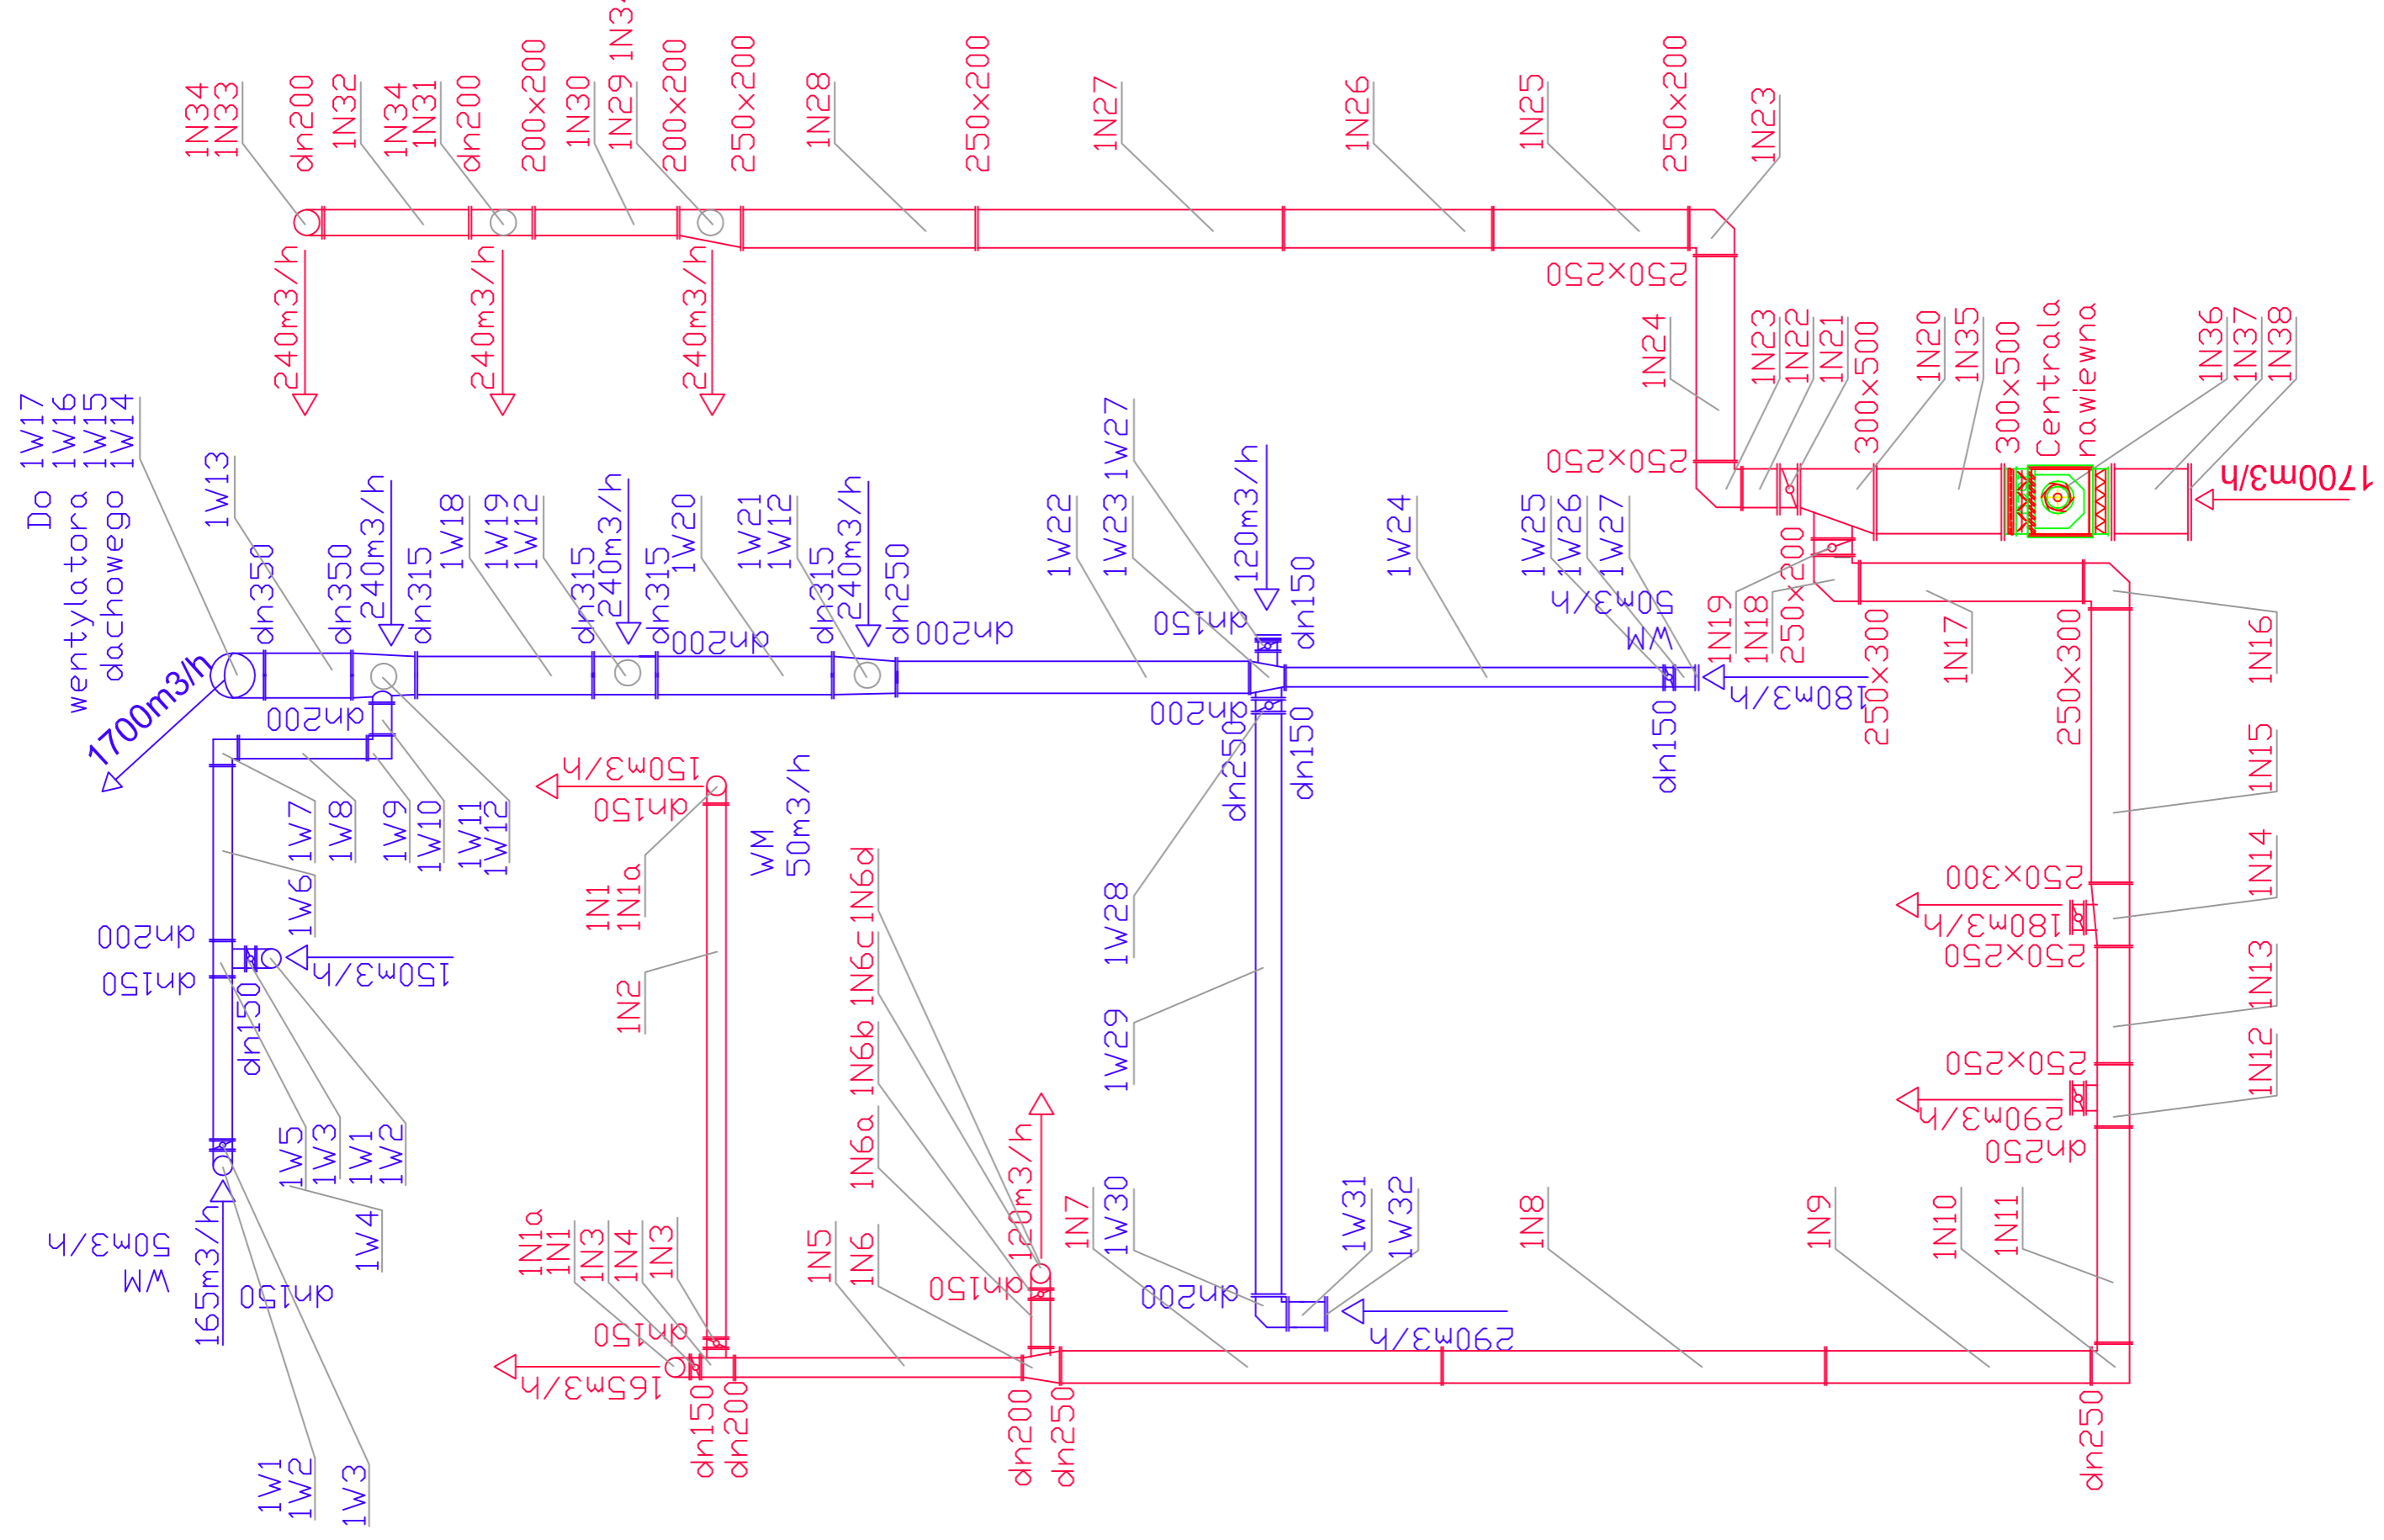 1N34
1N33
dn200
1N32
1N34
1N31
dn200
200x200
1N30
1N29
200x200
250x200
1N28
250x200
1N27
1N26
1N25
250x200
1N23
240m3/h
240m3/h
240m3/h
250x250
1N24
250x250
1N23
1N22
1N21
300x500
1N20
1N35
300x500
Centrala
nawiewna
1N36
1N37
1N38
1700m3/h
Do
wentylatora
dachowego
1W17
1W16
1W15
1W14
1W13
1700m3/h
dn350
dn350
240m3/h
dn315
1W18
1W19
1W12
dn315
240m3/h
dn315
dn200
1W20
1W21
1W12
dn315
240m3/h
dn250
dn200
1W22
1W23
1W27
120m3/h
dn150
dn150
1W24
1W25
1W26
1W27
WM
50m3/h
180m3/h
dn150
1N19
1N18
250x200
250x300
1N17
250x300
1N16
dn200
1W7
1W8
1W9
1W10
1W11
1W12
1W6
dn200
dn150
dn150
150m3/h
1W5
1W3
1W1
1W2
1W4
WM
50m3/h
165m3/h
dn150
1W1
1W2
1W3
150m3/h
dn150
1N1
1N1a
WM
50m3/h
1N2
dn200
dn250
dn150
1W28
1W29
1N6d
1N6c
1N6b
1N6a
120m3/h
dn150
1N1a
1N1
1N3
1N4
1N3
dn150
165m3/h
dn150
dn200
1N5
1N6
dn200
dn250
1N7
1W30
dn200
1W31
1W32
290m3/h
1N8
1N9
1N10
1N11
dn250
1N15
1N14
250x300
180m3/h
250x250
1N13
250x250
1N12
290m3/h
dn250